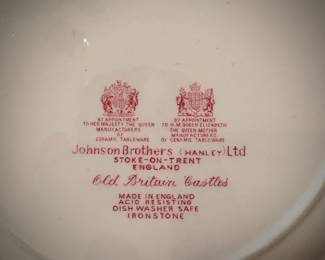 BY APPOINTMENT
TO HER MAJESTY THE QUEEN
MANUFACTURERS
OF
CERAMIC TABLEWARE
BY APPOINTMENT
TO H.M. QUEEN ELIZABETH
THE QUEEN MOTHER
MANUFACTURERS
OF CERAMIC TABLEWARE
Johnson Brothers (HANLEY) Ltd
STOKE-ON-TRENT
ENGLAND
Old Britain Castles
MADE IN ENGLAND
ACID RESISTING
DISH WASHER SAFE
IRONSTONE